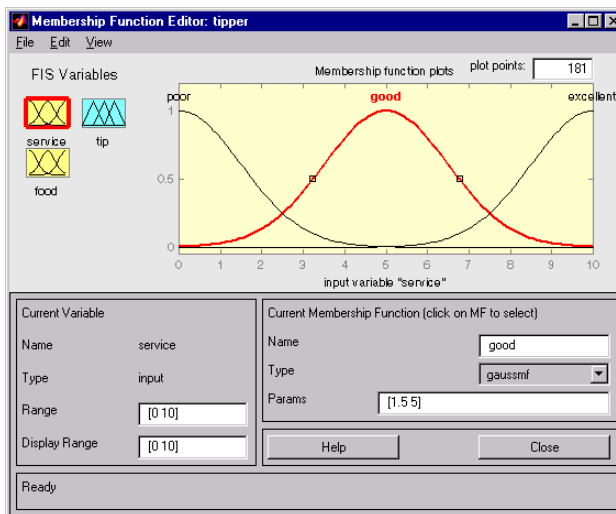 Membership Function Editor: tipper
File Edit View
FIS Variables
service
tip
food
Membership function plots plot points: 181
poor good excellent
1
0.5
0
0 1 2 3 4 5 6 7 8 9 10
input variable "service"
Current Variable
Name service
Type input
Range [0 10]
Display Range [0 10]
Current Membership Function (click on MF to select)
Name good
Type gaussmf
Params [1.5 5]
Help Close
Ready